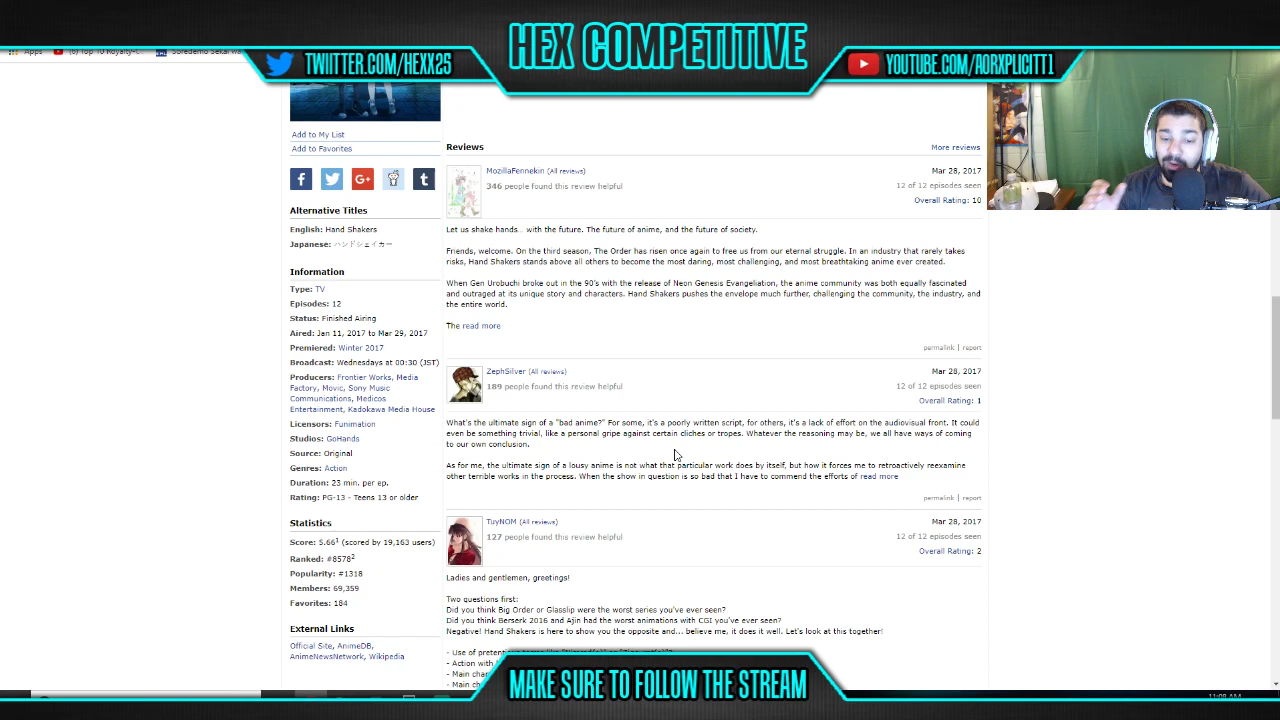 HEX COMPETITIVE
TWIITTER.COM/HEXX25
YOUTUBE.COM/AORXPLICITT1
Apps
Add to My List
Add to Favorites
Alternative Titles
English: Hand Shakers
Japanese: ハンドシェイカー
Information
Type: TV
Episodes: 12
Status: Finished Airing
Aired: Jan 11, 2017 to Mar 29, 2017
Premiered: Winter 2017
Broadcast: Wednesdays at 00:30 (JST)
Producers: Frontier Works, Media
Factory, Movic, Sony Music
Communications, Medicos
Entertainment, Kadokawa Media House
Licensors: Funimation
Studios: GoHands
Source: Original
Genres: Action
Duration: 23 min. per ep.
Rating: PG-13 - Teens 13 or older
Statistics
Score: 5.66¹ (scored by 19,163 users)
Ranked: #8578²
Popularity: #1318
Members: 69,359
Favorites: 184
External Links
Official Site, AnimeDB,
AnimeNewsNetwork, Wikipedia
Reviews More reviews
MozillaFennekin (All reviews) Mar 28, 2017
346 people found this review helpful 12 of 12 episodes seen
Overall Rating: 10
Let us shake hands... with the future. The future of anime, and the future of society.
Friends, welcome. On the third season, The Order has risen once again to free us from our eternal struggle. In an industry that rarely takes
risks, Hand Shakers stands above all others to become the most daring, most challenging, and most breathtaking anime ever created.
When Gen Urobuchi broke out in the 90's with the release of Neon Genesis Evangelion, the anime community was both equally fascinated
and outraged at its unique story and characters. Hand Shakers pushes the envelope much further, challenging the community, the industry, and
the entire world.
The read more
permalink | report
ZephSilver (All reviews) Mar 28, 2017
189 people found this review helpful 12 of 12 episodes seen
Overall Rating: 1
What's the ultimate sign of a "bad anime?" For some, it's a poorly written script, for others, it's a lack of effort on the audiovisual front. It could
even be something trivial, like a personal gripe against certain cliches or tropes. Whatever the reasoning may be, we all have ways of coming
to our own conclusion.
As for me, the ultimate sign of a lousy anime is not what that particular work does by itself, but how it forces me to retroactively reexamine
other terrible works in the process. When the show in question is so bad that I have to commend the efforts of read more
permalink | report
TuyNOM (All reviews) Mar 28, 2017
127 people found this review helpful 12 of 12 episodes seen
Overall Rating: 2
Ladies and gentlemen, greetings!
Two questions first:
Did you think Big Order or Glasslip were the worst series you've ever seen?
Did you think Berserk 2016 and Ajin had the worst animations with CGI you've ever seen?
Negative! Hand Shakers is here to show you the opposite and... believe me, it does it well. Let's look at this together!
- Use of
- Action with
- Main
- Main
MAKE SURE TO FOLLOW THE STREAM